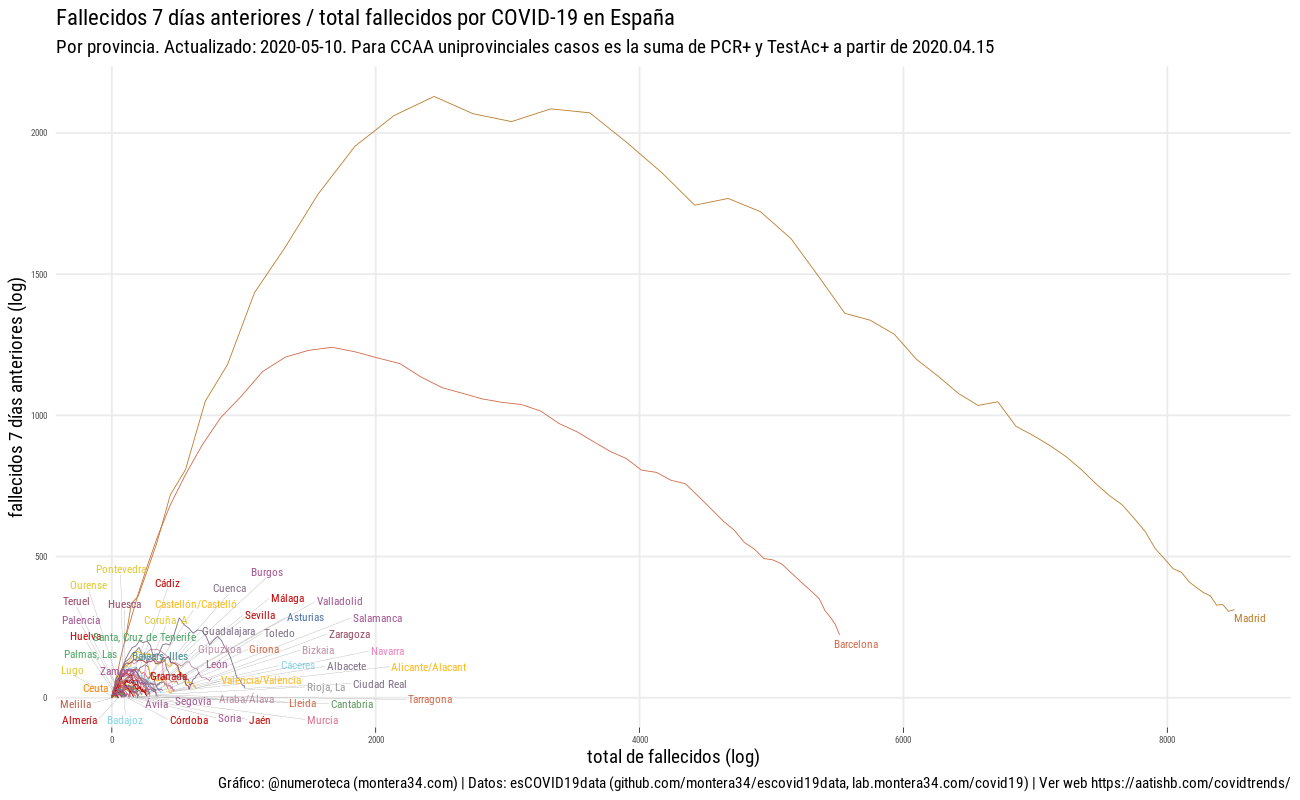 Fallecidos 7 días anteriores / total fallecidos por COVID-19 en España
Por provincia. Actualizado: 2020-05-10. Para CCAA uniprovinciales casos es la suma de PCR+ y TestAc+ a partir de 2020.04.15
fallecidos 7 días anteriores (log)
2000
1500
1000
500
0
Madrid
Barcelona
Pontevedra
Burgos
Ourense
Cádiz
Cuenca
Teruel
Huesca
Castellón/Castelló
Málaga
Valladolid
Palencia
Coruña, A
Sevilla
Asturias
Salamanca
Huelva
Santa, Cruz de Tenerife
Guadalajara
Toledo
Zaragoza
Palmas, Las
Balears, Illes
Gipuzkoa
Girona
Bizkaia
Navarra
Lugo
Zamora
Granada
León
Cáceres
Albacete
Alicante/Alacant
Ceuta
Valencia/València
Rioja, La
Ciudad Real
Melilla
Ávila
Segovia
Araba/Álava
Lleida
Cantabria
Tarragona
Almería
Badajoz
Córdoba
Soria
Jaén
Murcia
0
2000
4000
6000
8000
total de fallecidos (log)
Gráfico: @numeroteca (montera34.com) | Datos: esCOVID19data (github.com/montera34/escovid19data, lab.montera34.com/covid19) | Ver web https://aatishb.com/covidtrends/